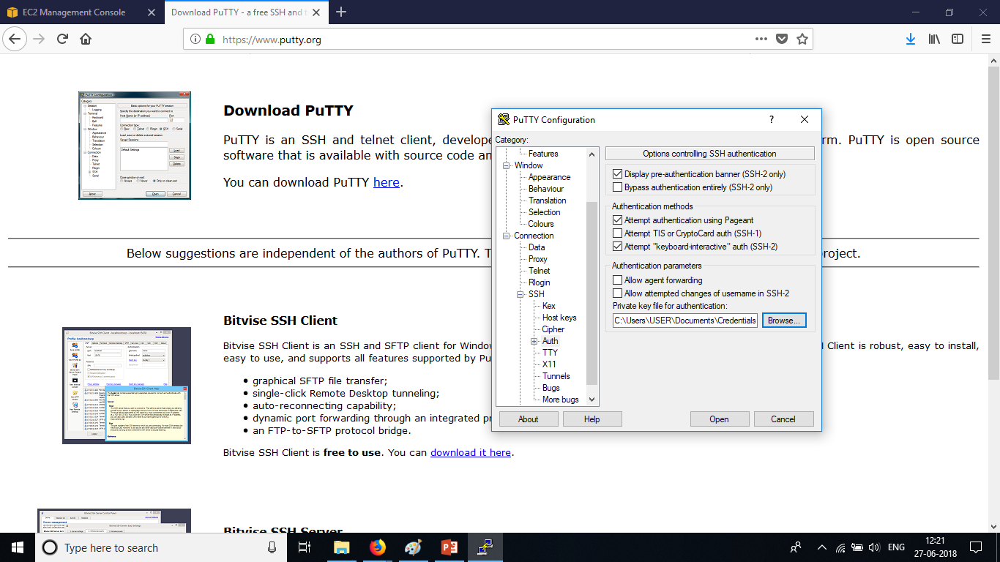 EC2 Management Console
Download PuTTY - a free SSH and t
https://www.putty.org
Download PuTTY
PuTTY is an SSH and telnet client, develope
rm. PuTTY is open source
software that is available with source code an
You can download PuTTY here.
Below suggestions are independent of the authors of PuTTY. T
roject.
Bitvise SSH Client
Bitvise SSH Client is an SSH and SFTP client for Window
Client is robust, easy to install,
easy to use, and supports all features supported by Pu
graphical SFTP file transfer;
single-click Remote Desktop tunneling;
auto-reconnecting capability;
dynamic port forwarding through an integrated pr
an FTP-to-SFTP protocol bridge.
Bitvise SSH Client is free to use. You can download it here.
Bitvise SSH Server
PuTTY Configuration
?
Category:
Features
Window
Appearance
Behaviour
Translation
Selection
Colours
Connection
Data
Proxy
Telnet
Rlogin
SSH
Kex
Host keys
Cipher
Auth
TTY
X11
Tunnels
Bugs
More bugs
Options controlling SSH authentication
Display pre-authentication banner (SSH-2 only)
Bypass authentication entirely (SSH-2 only)
Authentication methods
Attempt authentication using Pageant
Attempt TIS or CryptoCard auth (SSH-1)
Attempt "keyboard-interactive" auth (SSH-2)
Authentication parameters
Allow agent forwarding
Allow attempted changes of username in SSH-2
Private key file for authentication:
C:\Users\USER\Documents\Credentials
Browse...
About
Help
Open
Cancel
Type here to search
ENG
12:21
27-06-2018